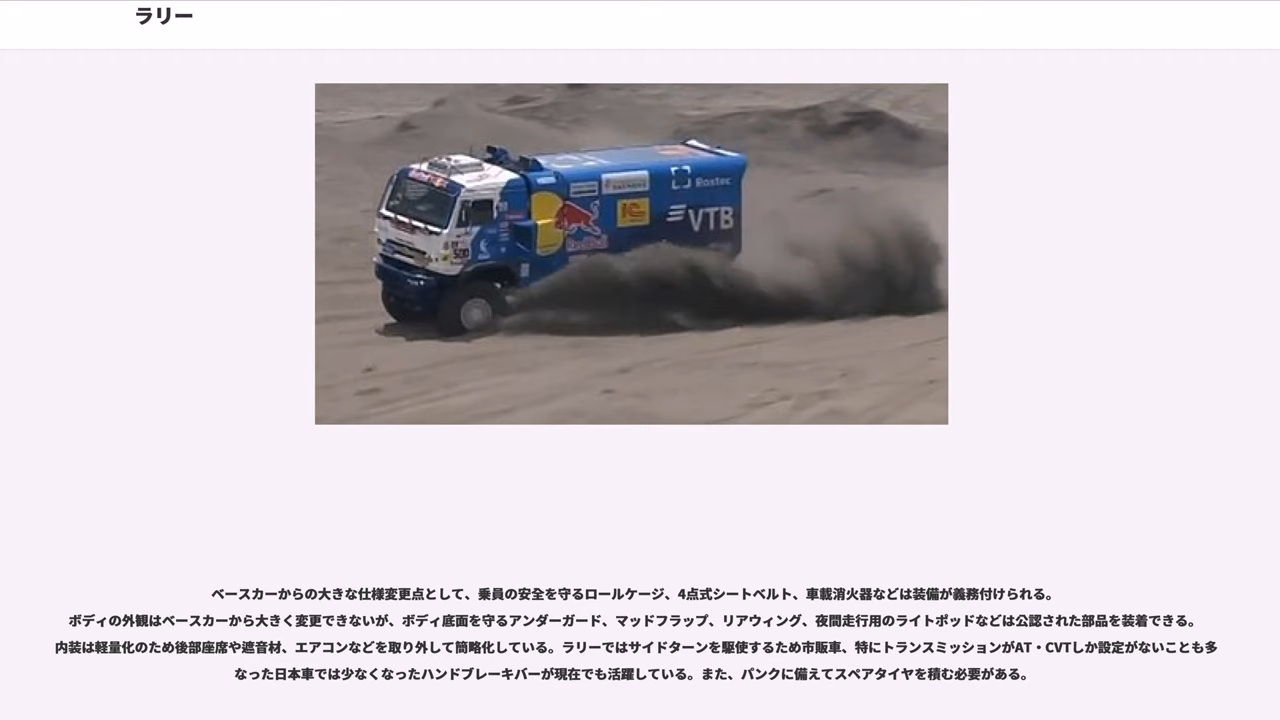 ラリー
Rostec
VTB
RedBull
500
ベースカーからの大きな仕様変更点として、乗員の安全を守るロールケージ、4点式シートベルト、車載消火器などは装備が義務付けられる。
ボディの外観はベースカーから大きく変更できないが、ボディ底面を守るアンダーガード、マッドフラップ、リアウィング、夜間走行用のライトポッドなどは公認された部品を装着できる。
内装は軽量化のため後部座席や遮音材、エアコンなどを取り外して簡略化している。ラリーではサイドターンを駆使するため市販車、特にトランスミッションがAT・CVTしか設定がないことも多
なった日本車では少なくなったハンドブレーキバーが現在でも活躍している。また、パンクに備えてスペアタイヤを積む必要がある。